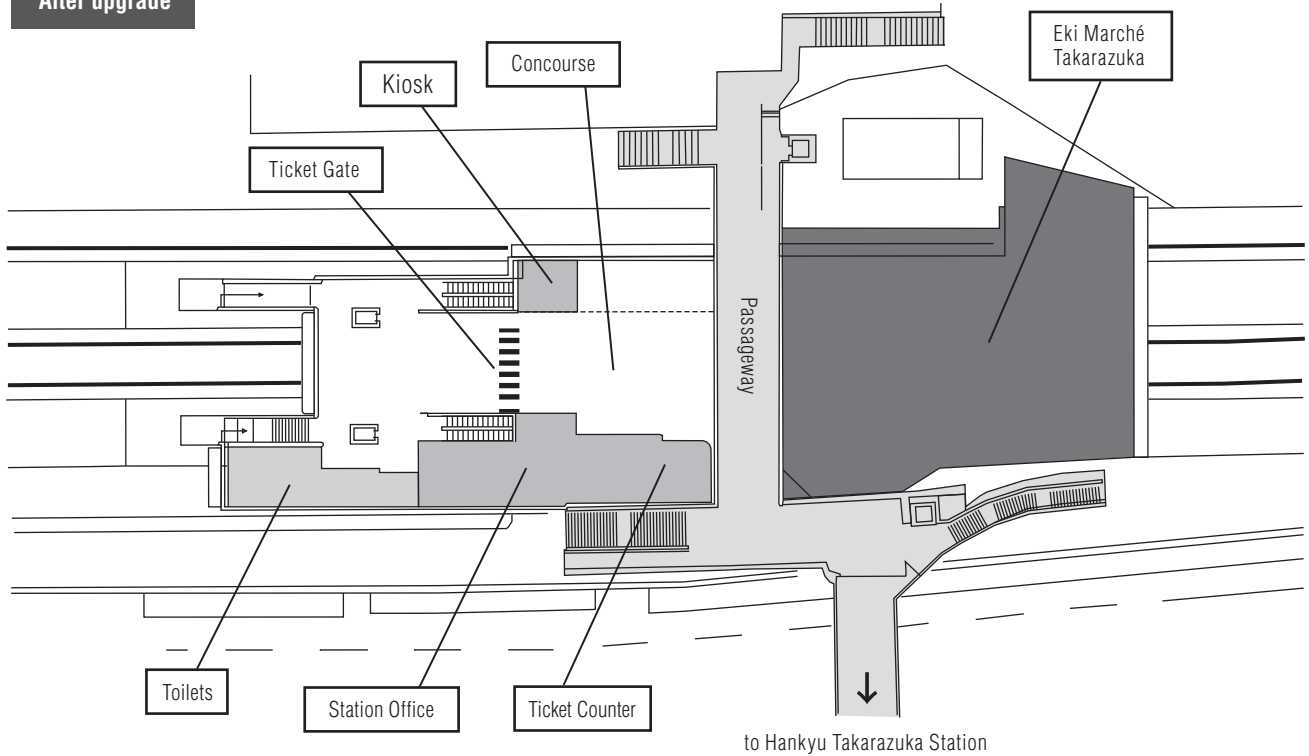 After upgrade
Eki Marché
Takarazuka
Concourse
Kiosk
Ticket Gate
Passageway
Toilets
Station Office
Ticket Counter
to Hankyu Takarazuka Station